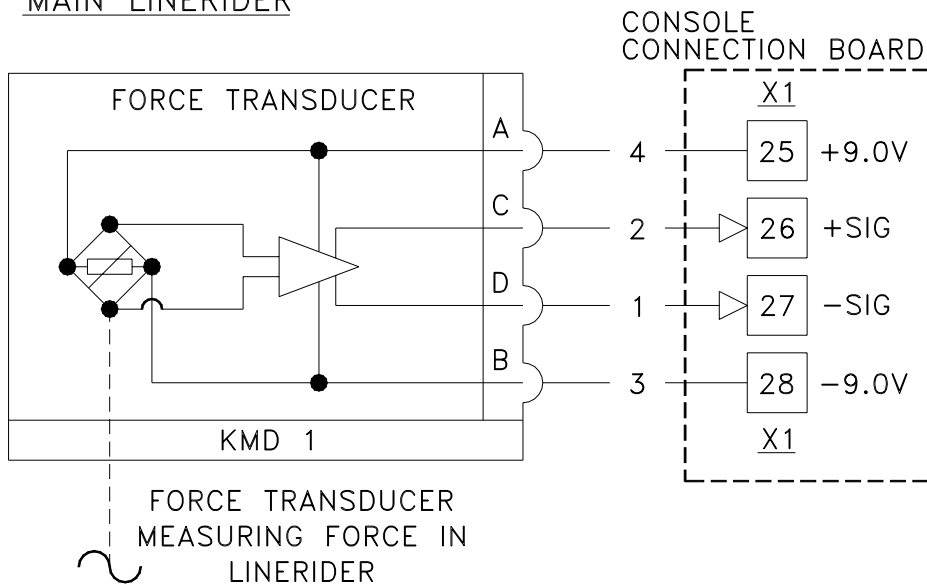 MAIN LINERIDER
CONSOLE
CONNECTION BOARD
FORCE TRANSDUCER
X1
A
4
25
+9.0V
C
2
26
+SIG
D
1
27
-SIG
B
3
28
-9.0V
KMD 1
X1
FORCE TRANSDUCER
MEASURING FORCE IN
LINERIDER